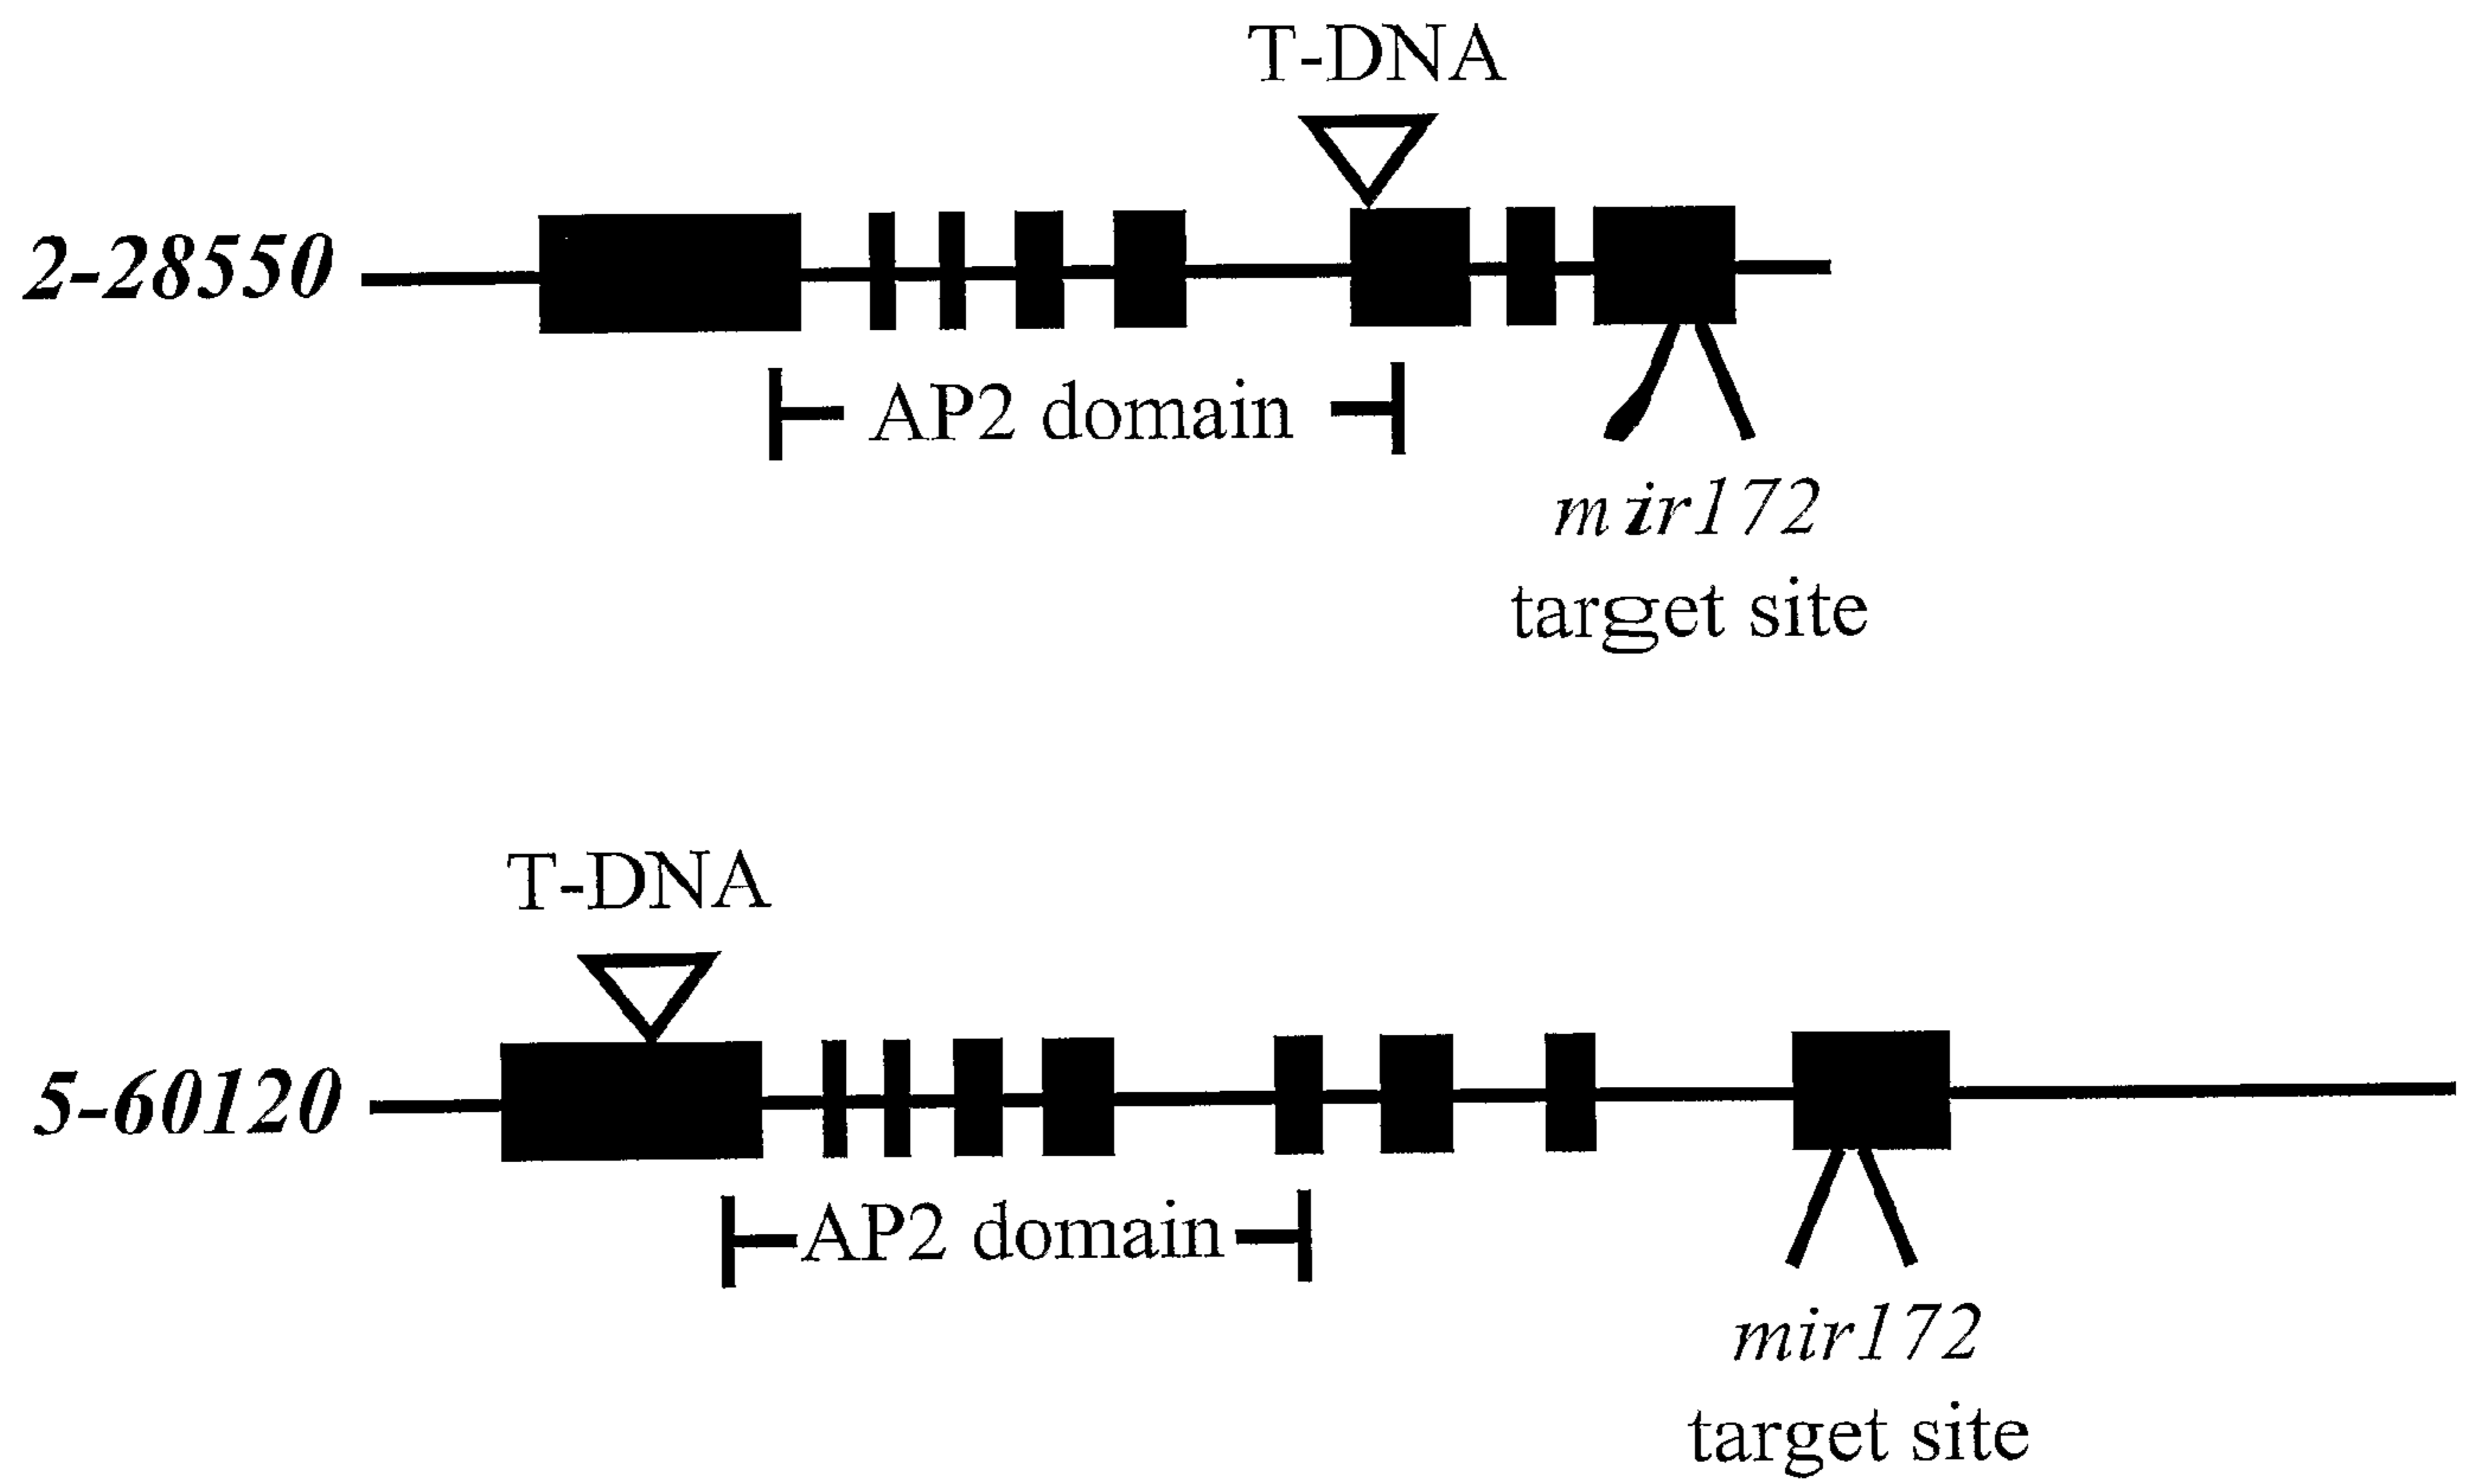 T-DNA
2-28550
AP2 domain
mir172
target site
T-DNA
5-60120
AP2 domain
mir172
target site